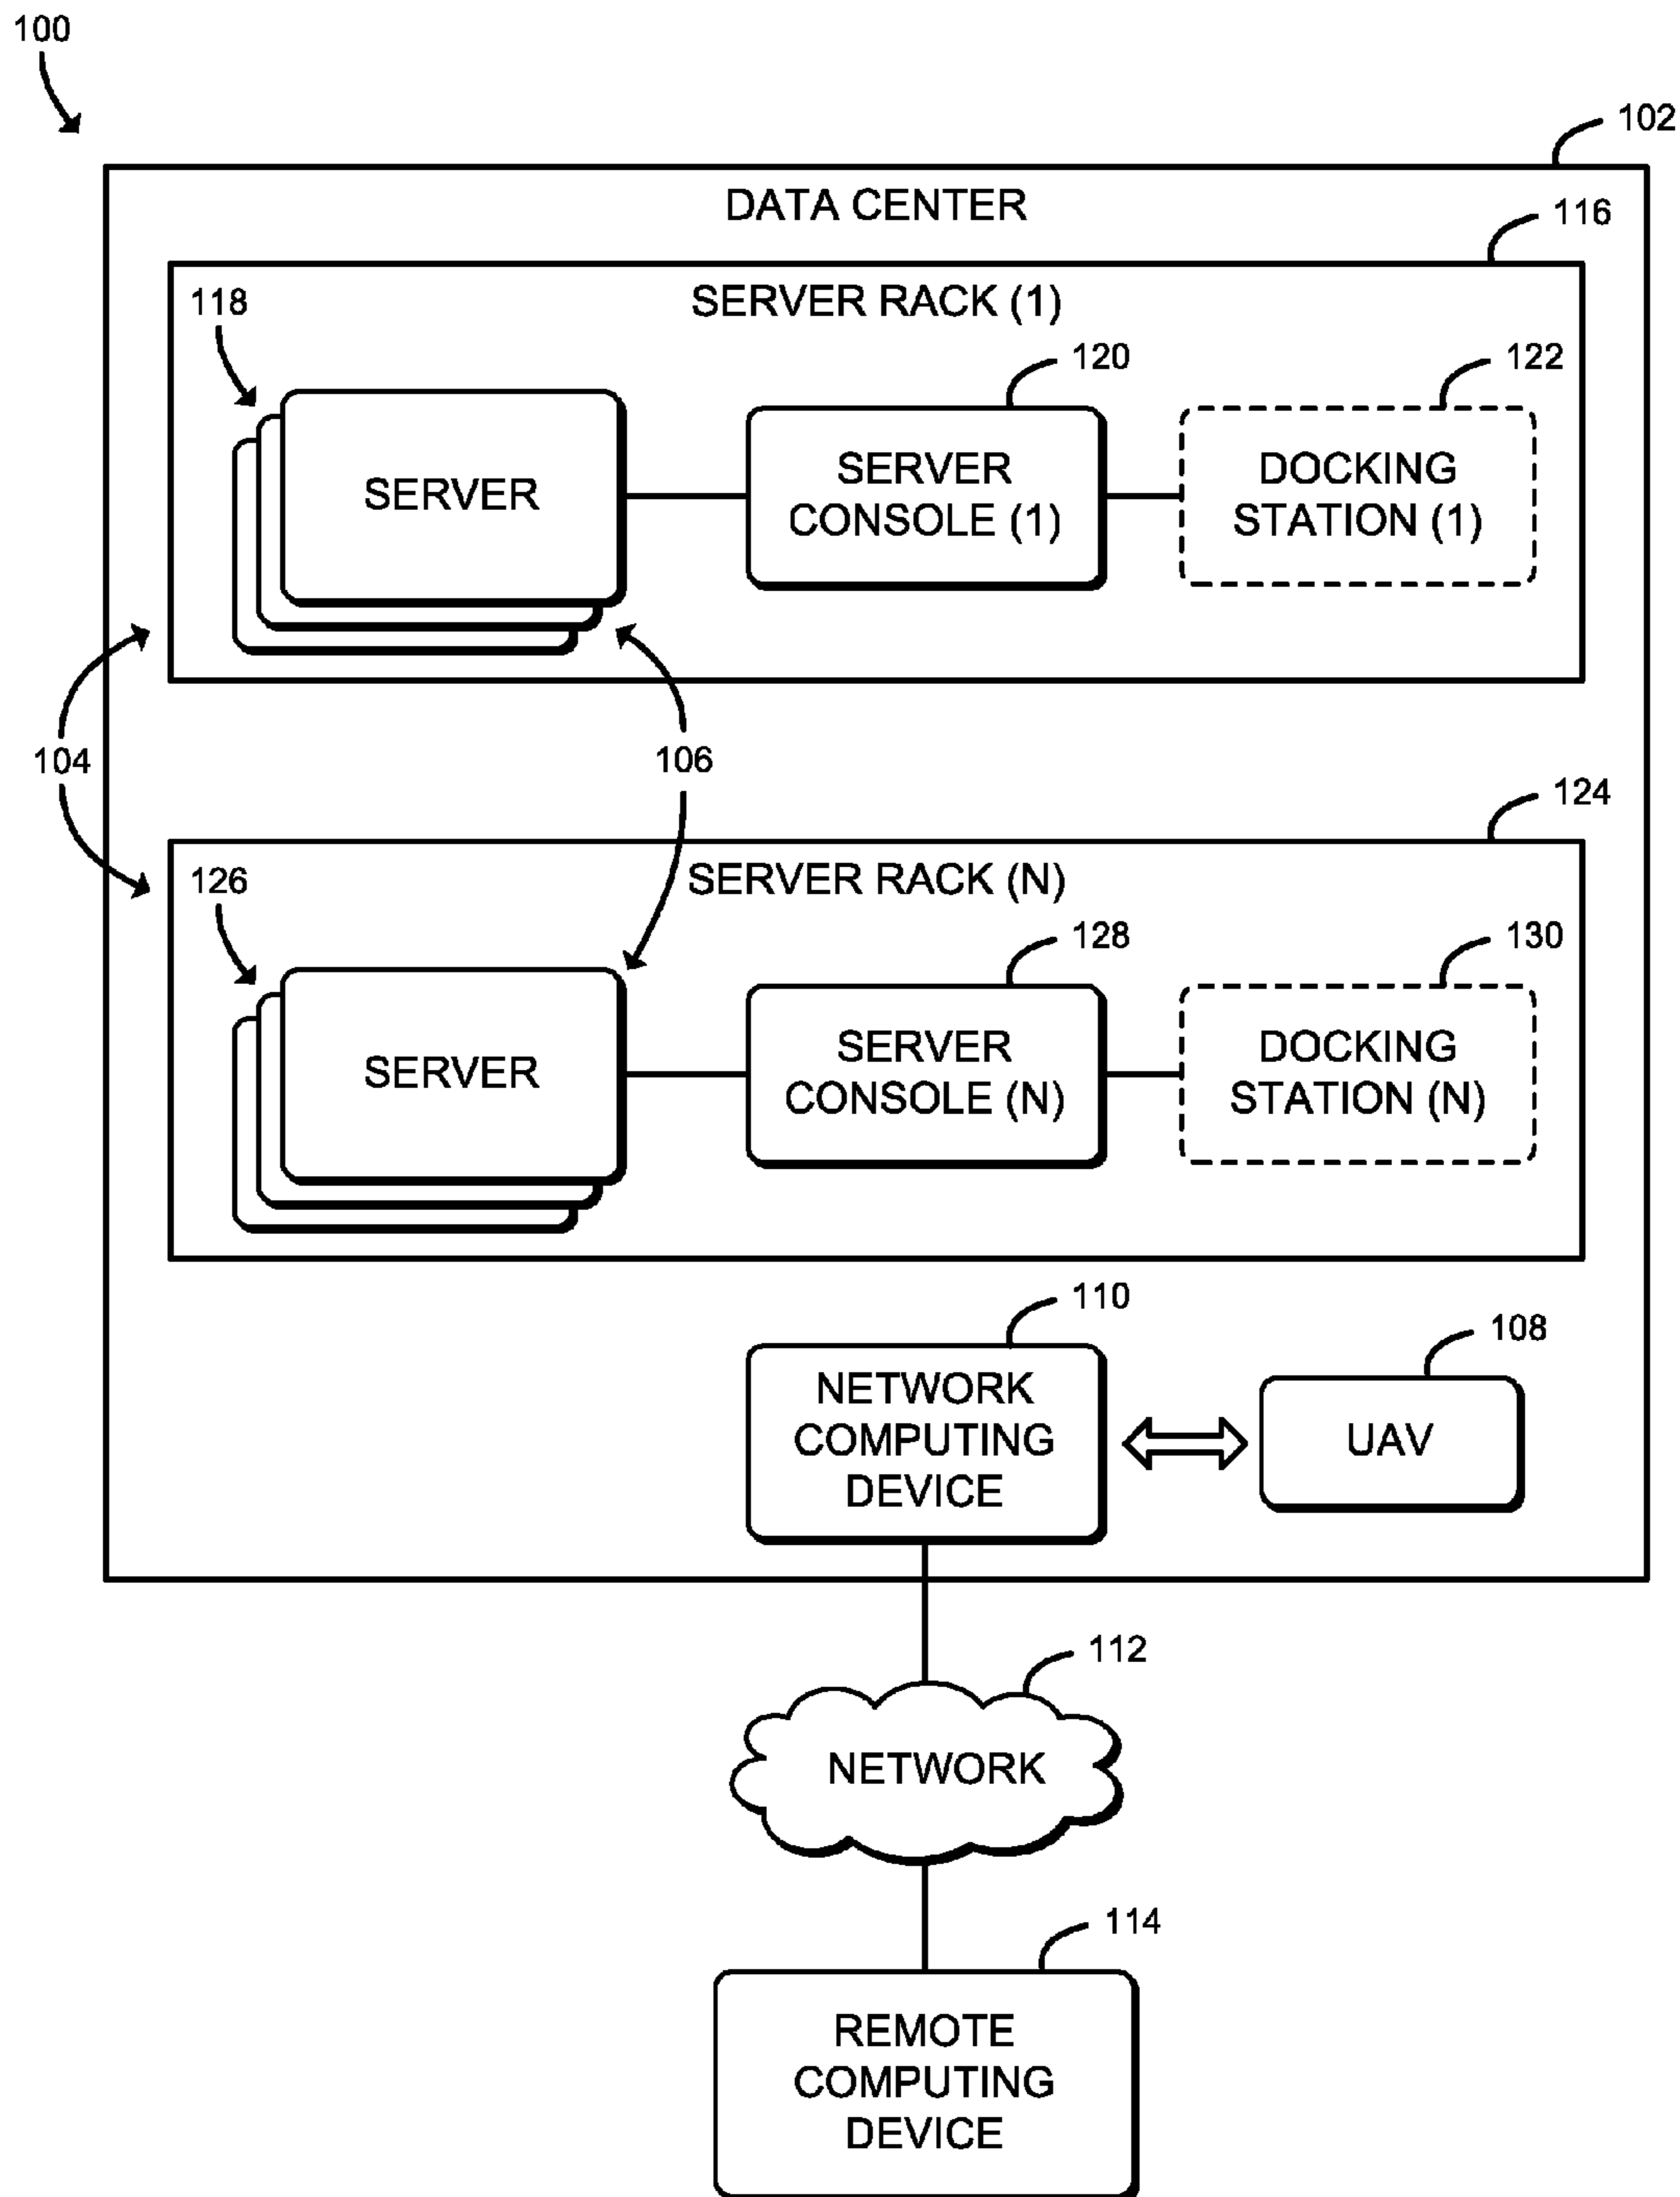 100
102
DATA CENTER
116
118
SERVER RACK (1)
120
122
SERVER
SERVER
CONSOLE (1)
DOCKING
STATION (1)
104
106
124
126
SERVER RACK (N)
128
130
SERVER
SERVER
CONSOLE (N)
DOCKING
STATION (N)
110
108
NETWORK
COMPUTING
DEVICE
UAV
112
NETWORK
114
REMOTE
COMPUTING
DEVICE